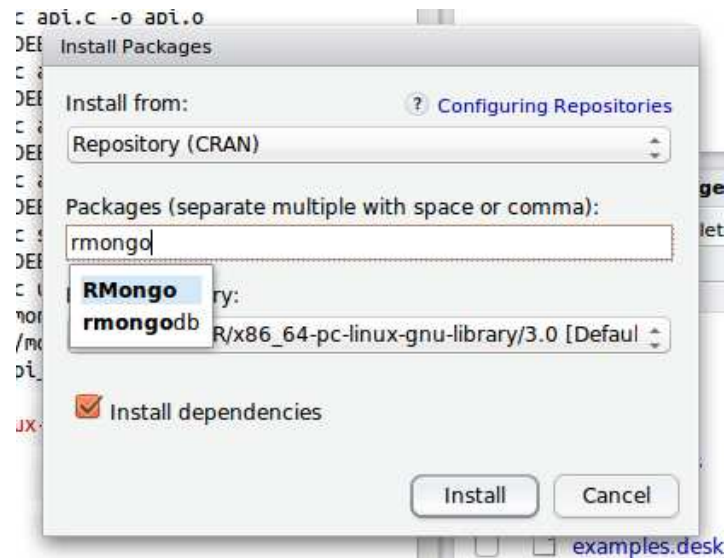 c api.c -o api.o
Install Packages
Install from:
? Configuring Repositories
Repository (CRAN)
Packages (separate multiple with space or comma):
rmongo
RMongo
rmongodb
ry:
R/x86_64-pc-linux-gnu-library/3.0 [Defaul
Install dependencies
Install
Cancel
examples.desk